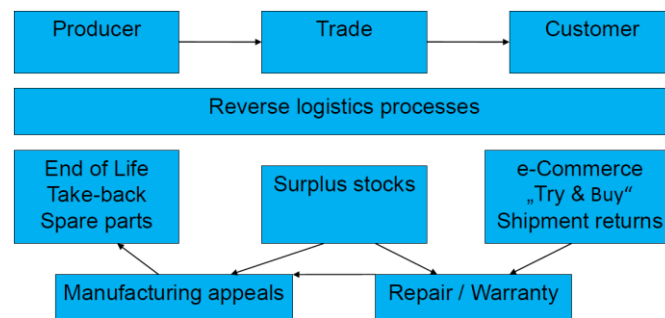 Producer
Trade
Customer
Reverse logistics processes
End of Life
Take-back
Spare parts
Surplus stocks
e-Commerce
„Try & Buy“
Shipment returns
Manufacturing appeals
Repair / Warranty